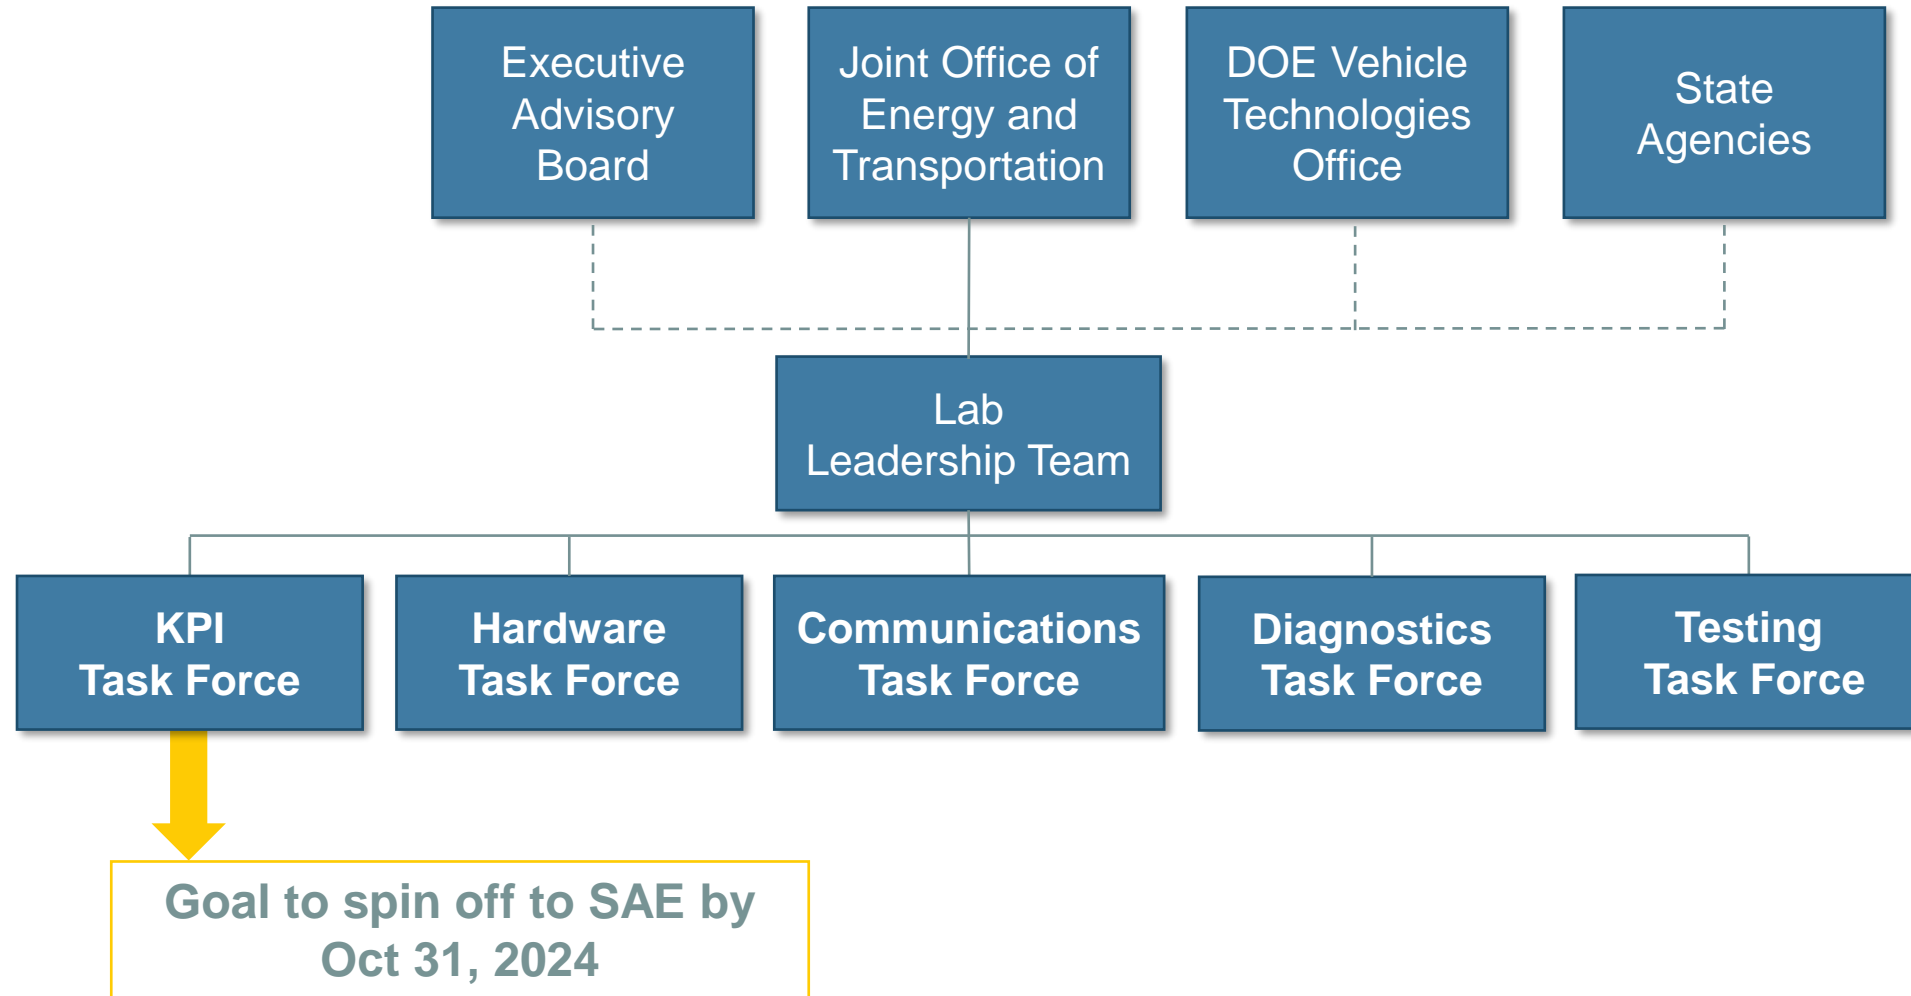 Executive
Advisory
Board
Joint Office of
Energy and
Transportation
DOE Vehicle
Technologies
Office
State
Agencies
Lab
Leadership Team
KPI
Task Force
Hardware
Task Force
Communications
Task Force
Diagnostics
Task Force
Testing
Task Force
Goal to spin off to SAE by
Oct 31, 2024